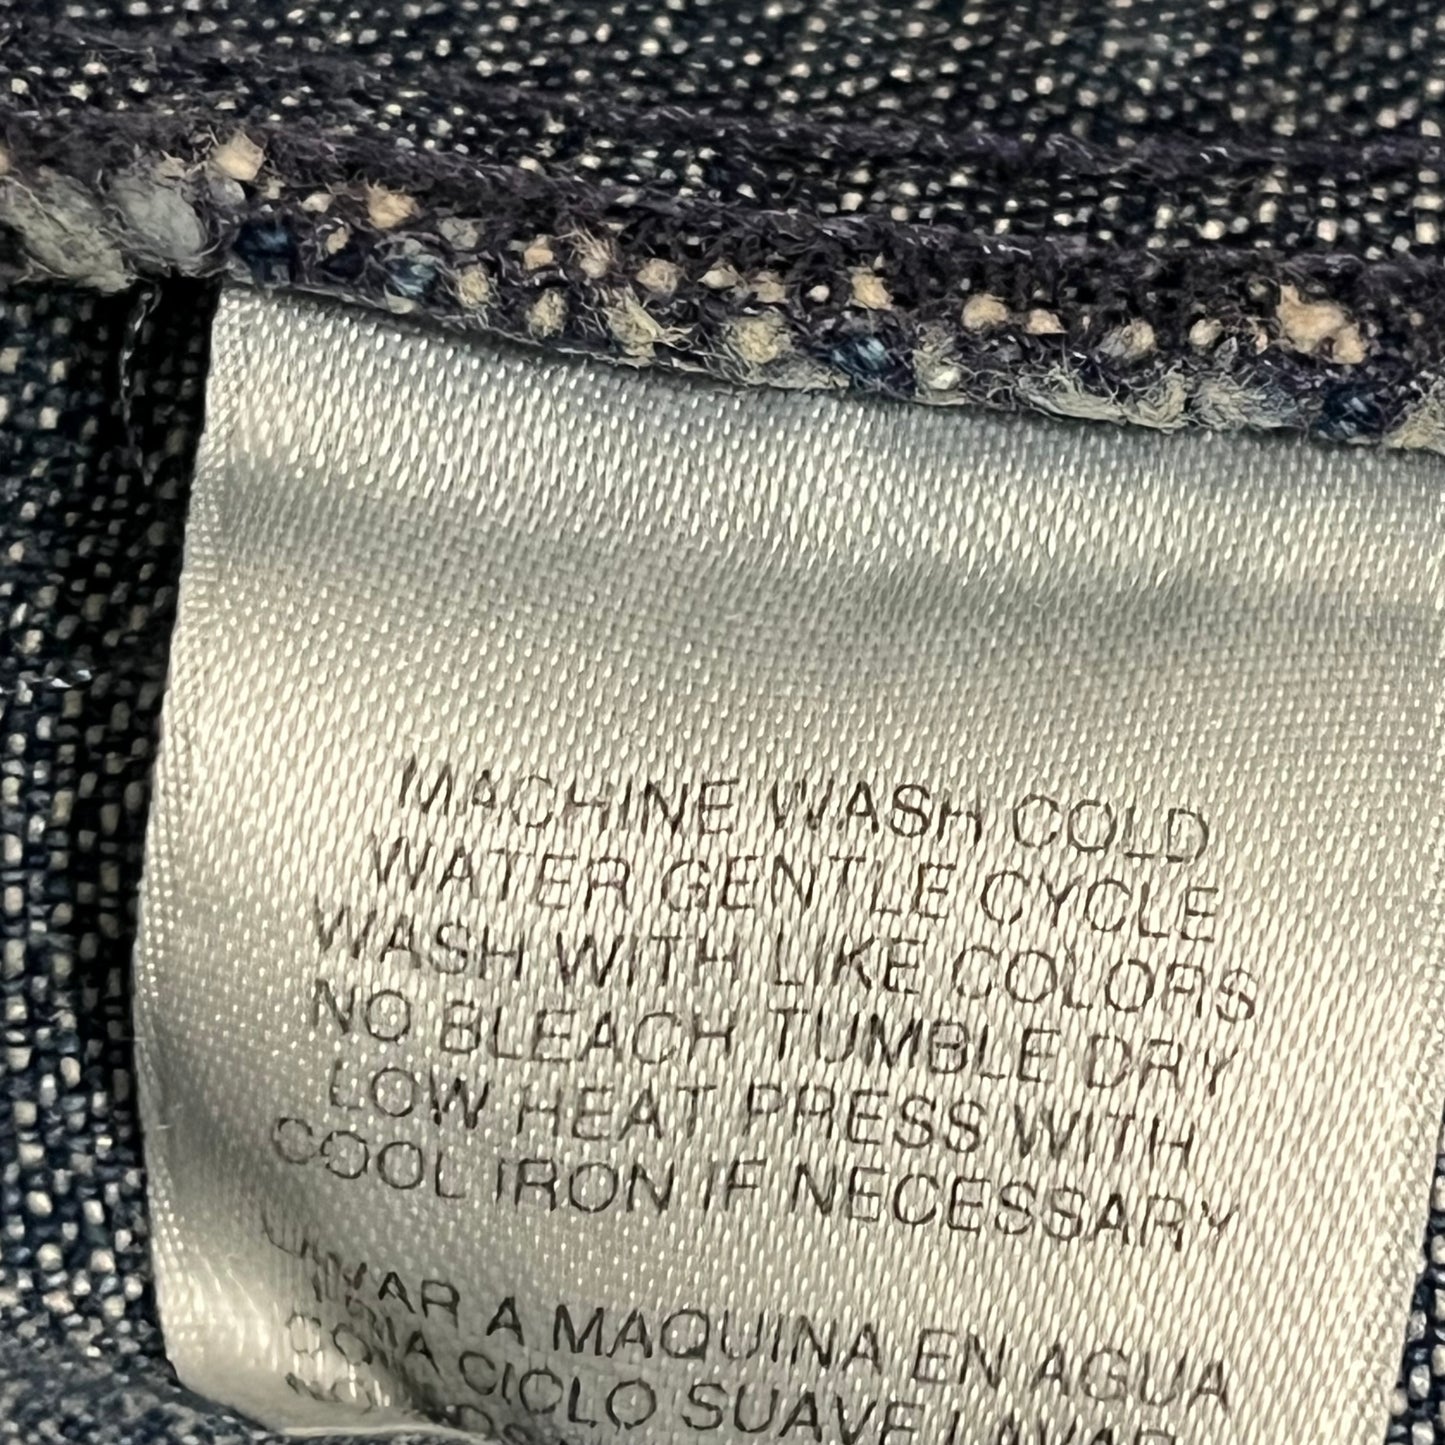 MACHINE WASH COLD
WATER GENTLE CYCLE
WASH WITH LIKE COLORS
NO BLEACH TUMBLE DRY
LOW HEAT PRESS WITH
COOL IRON IF NECESSARY
LAVAR A MAQUINA EN AGUA
CICLO SUAVE LAVAR